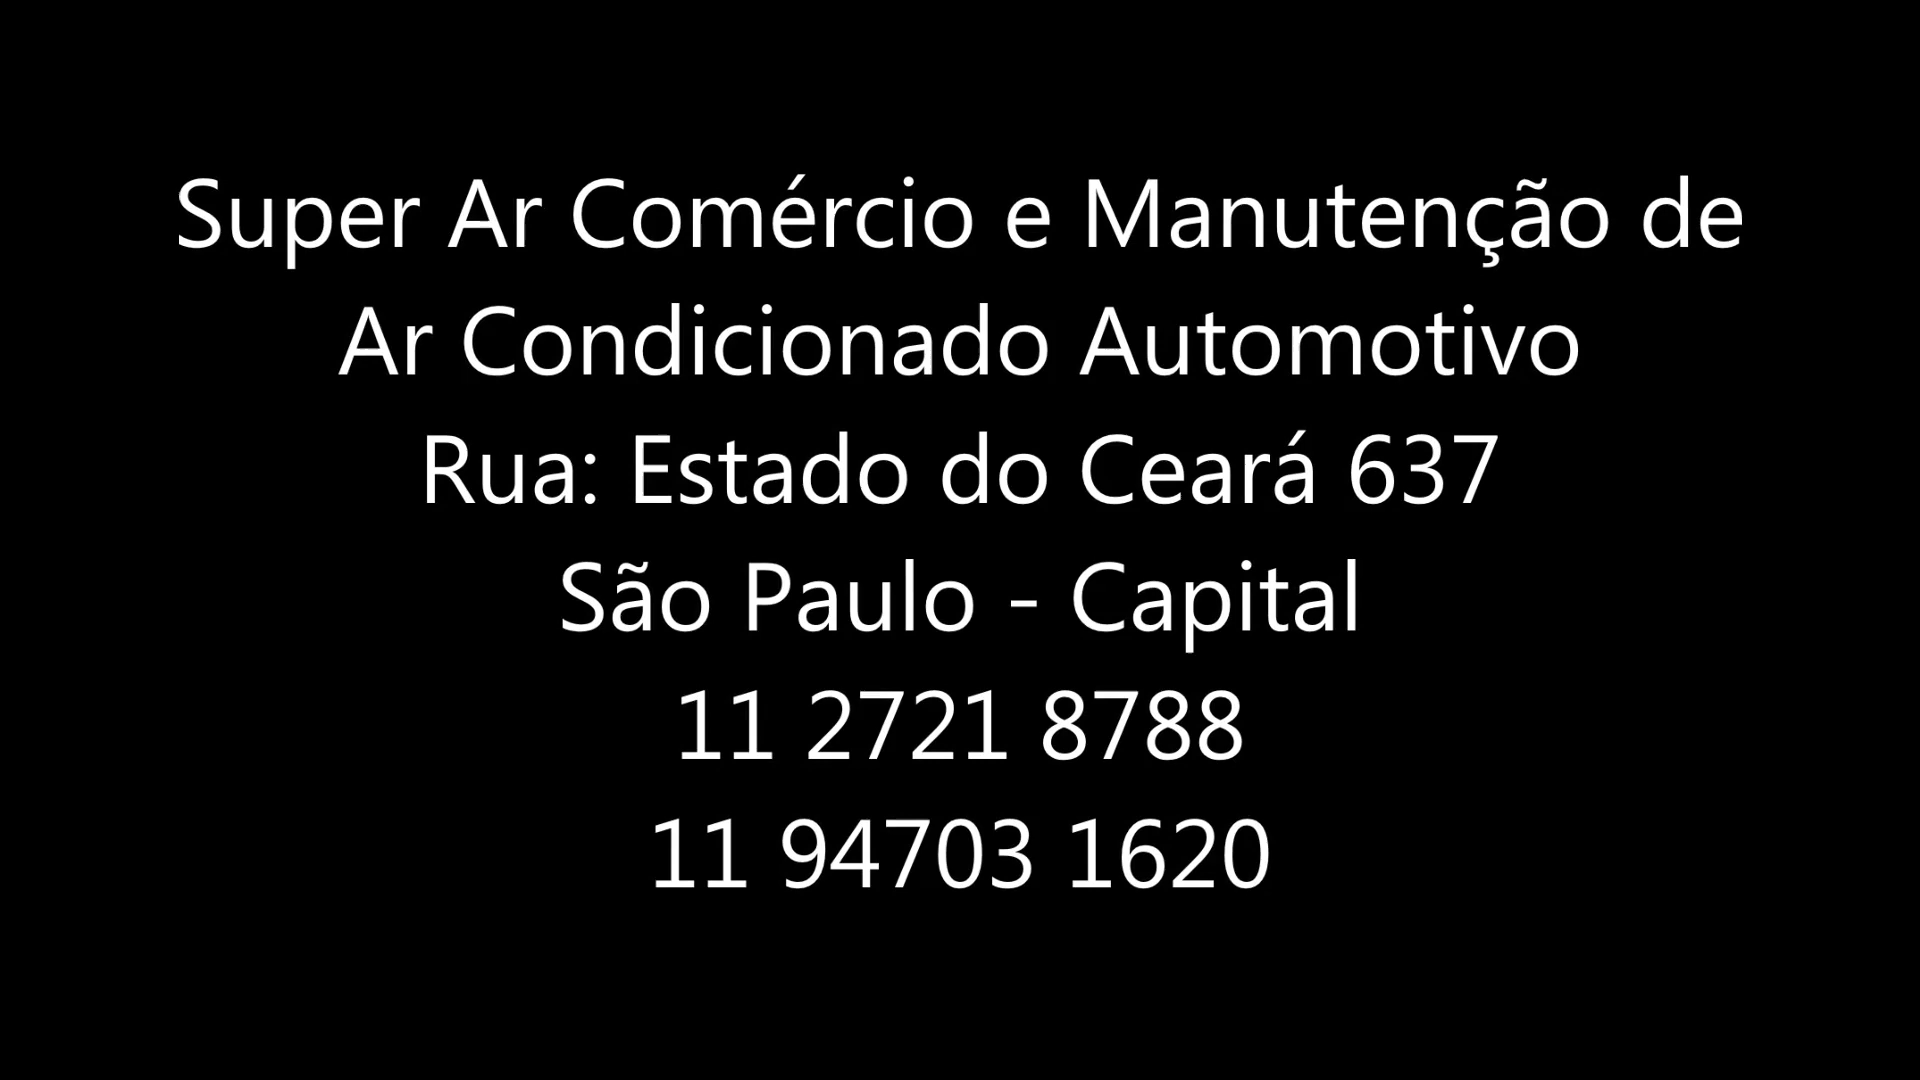 Super Ar Comércio e Manutenção de
Ar Condicionado Automotivo
Rua: Estado do Ceará 637
São Paulo - Capital
11 2721 8788
11 94703 1620